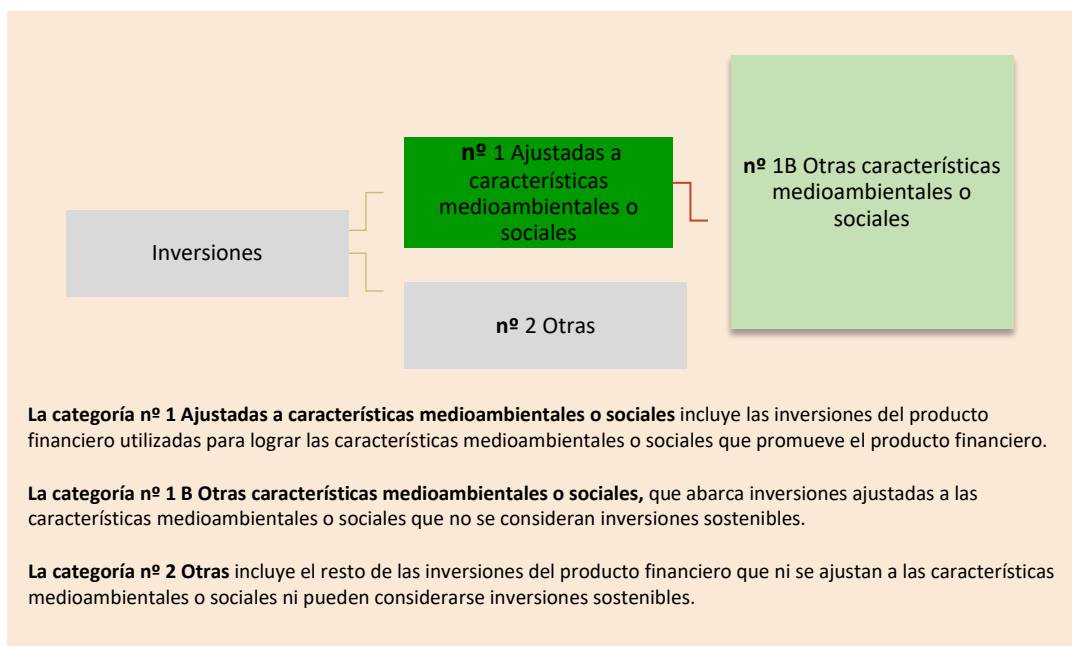 Inversiones
nº 1 Ajustadas a
características
medioambientales o
sociales
nº 2 Otras
nº 1B Otras características
medioambientales o
sociales
La categoría nº 1 Ajustadas a características medioambientales o sociales incluye las inversiones del producto
financiero utilizadas para lograr las características medioambientales o sociales que promueve el producto financiero.
La categoría nº 1 B Otras características medioambientales o sociales, que abarca inversiones ajustadas a las
características medioambientales o sociales que no se consideran inversiones sostenibles.
La categoría nº 2 Otras incluye el resto de las inversiones del producto financiero que ni se ajustan a las características
medioambientales o sociales ni pueden considerarse inversiones sostenibles.